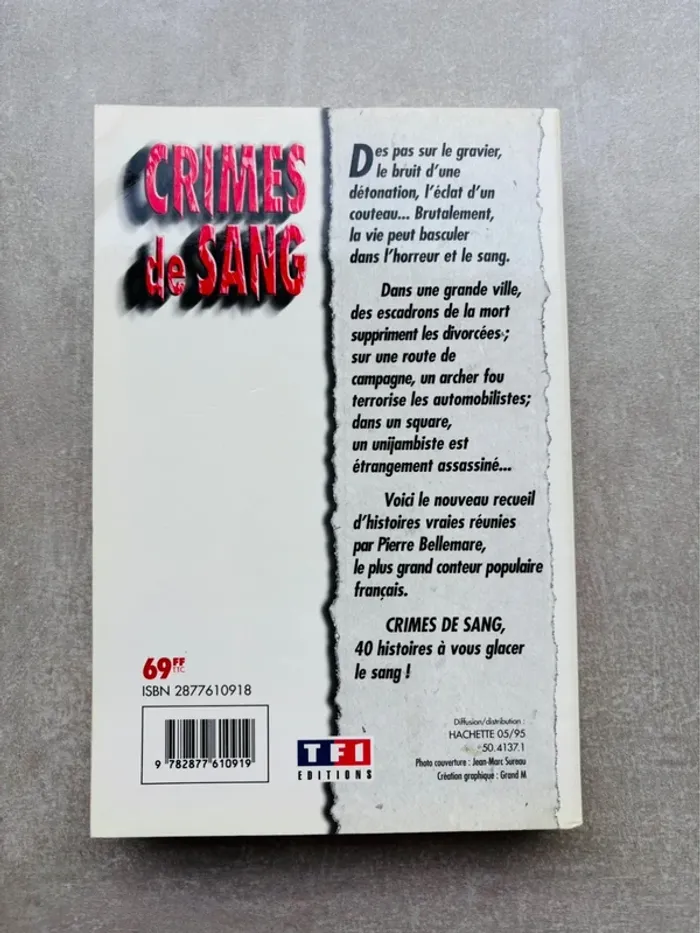 CRIMES
de SANG
Des pas sur le gravier,
le bruit d'une
détonation, l'éclat d'un
couteau... Brutalement,
la vie peut basculer
dans l'horreur et le sang.
Dans une grande ville,
des escadrons de la mort
suppriment les divorcées ;
sur une route de
campagne, un archer fou
terrorise les automobilistes;
dans un square,
un unijambiste est
étrangement assassiné...
Voici le nouveau recueil
d'histoires vraies réunies
par Pierre Bellemare,
le plus grand conteur populaire
français.
CRIMES DE SANG,
40 histoires à vous glacer
le sang !
69FF
TTC
ISBN 2877610918
9 782877 610919
TF1
EDITIONS
Diffusion/distribution :
HACHETTE 05/95
50.4137.1
Photo couverture : Jean-Marc Sureau
Création graphique : Grand M